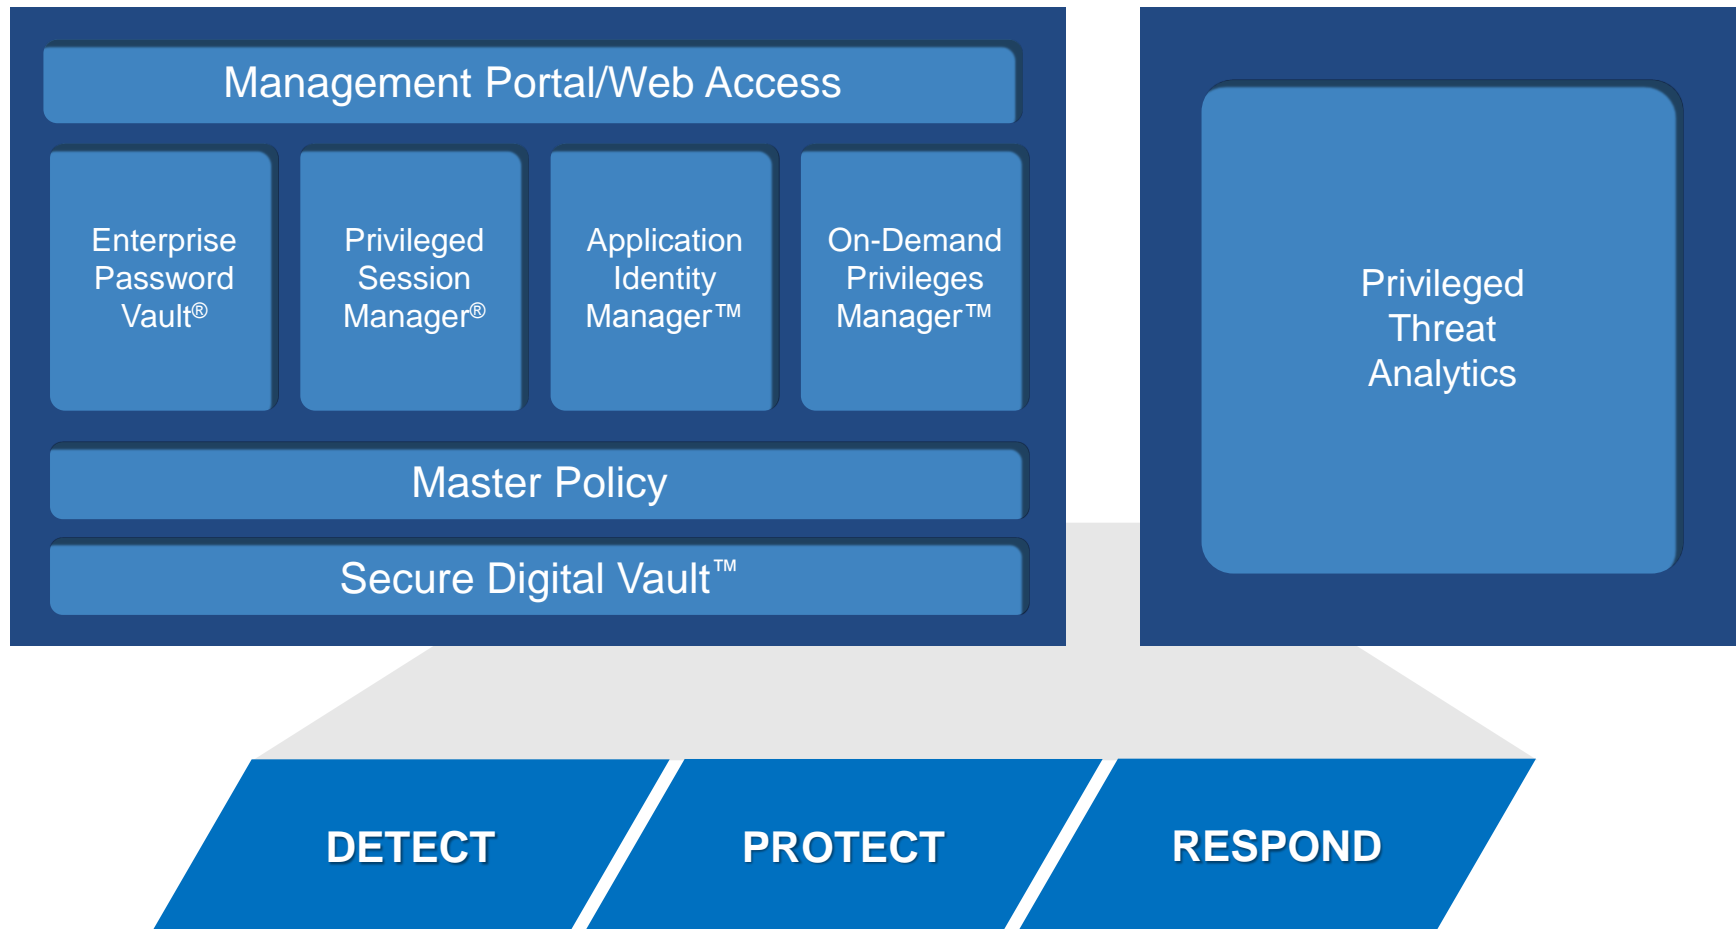 Management Portal/Web Access
Enterprise
Password
Vault®
Privileged
Session
Manager®
Application
Identity
Manager™
On-Demand
Privileges
Manager™
Master Policy
Secure Digital Vault™
Privileged
Threat
Analytics
DETECT
PROTECT
RESPOND